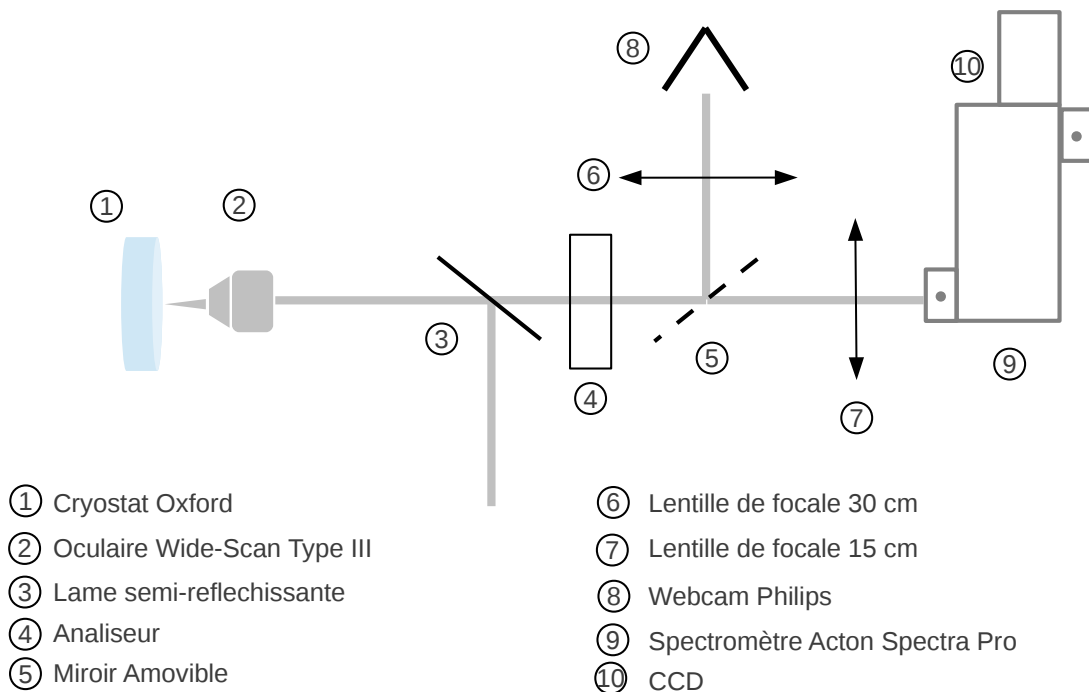 8
10
6
1
2
3
4
5
9
7
1 Cryostat Oxford
2 Oculaire Wide-Scan Type III
3 Lame semi-reflechissante
4 Analiseur
5 Miroir Amovible
6 Lentille de focale 30 cm
7 Lentille de focale 15 cm
8 Webcam Philips
9 Spectromètre Acton Spectra Pro
10 CCD